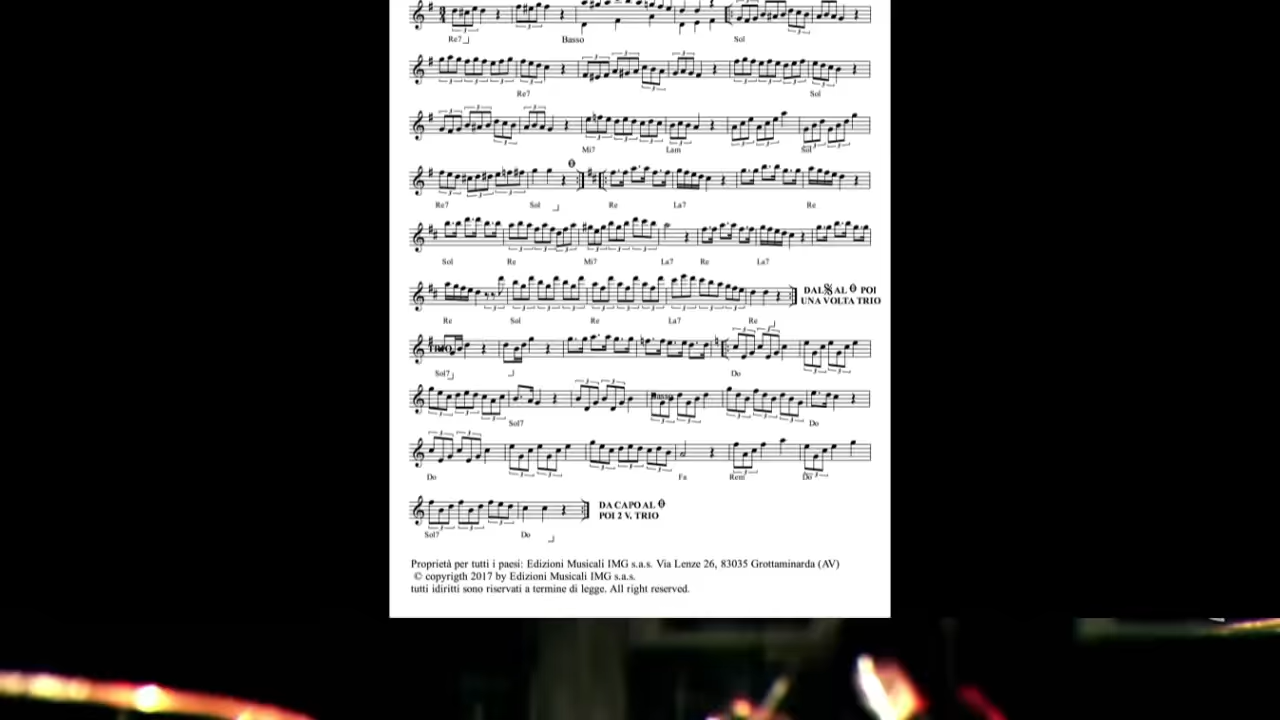 Re7 Basso Sol
Re7 Sol
Mi7 Lam Sol
Re7 Sol Re La7 Re
Sol Re Mi7 La7 Re La7
DAL AL POI
UNA VOLTA TRIO
Re Sol Re La7 Re
TRIO
Sol7 Do
Basso
Sol7 Do
Do Fa Rem Do
DA CAPO AL
POI 2 V. TRIO
Sol7 Do
Proprietà per tutti i paesi: Edizioni Musicali IMG s.a.s. Via Lenze 26, 83035 Grottaminarda (AV)
© copyrigth 2017 by Edizioni Musicali IMG s.a.s.
tutti idiritti sono riservati a termine di legge. All right reserved.